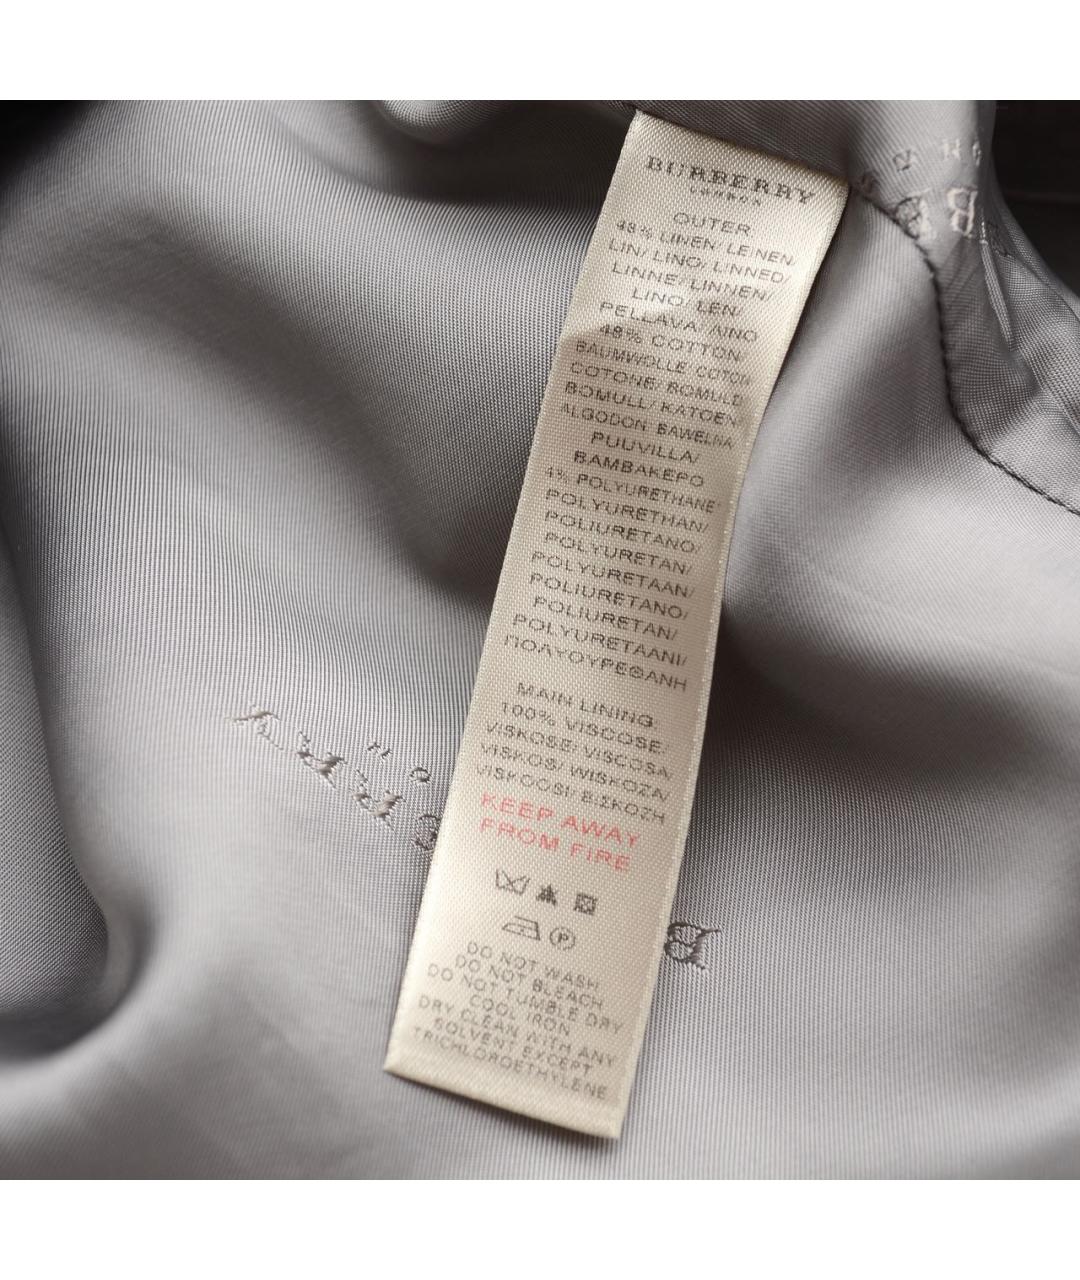 BURBERRY
LONDON
OUTER
48% LINEN/ LEINEN/
LIN/ LINO/ LINNED/
LINNE/ LINNEN/
LINO/ LEN/
PELLAVA/ ΛΙΝΟ
48% COTTON/
BAUMWOLLE COTON
COTONE/ BOMULD
BOMULL/ KATOEN/
ALGODON BAWELNA
PUUVILLA/
BAMBAKEPO
4% POLYURETHANE/
POLYURETHAN/
POLIURETANO/
POLYURETAN/
POLYURETAAN/
POLIURETANO/
POLIURETAN/
POLYURETAANI/
ΠΟΛΥΟΥΡΕΘΑΝΗ
MAIN LINING
100% VISCOSE/
VISKOSE/ VISCOSA/
VISKOS/ WISKOZA/
VISKOOSI/ ΒΙΣΚΟΖΗ
KEEP AWAY
FROM FIRE
P
DO NOT WASH
DO NOT BLEACH
DO NOT TUMBLE DRY
COOL IRON
DRY CLEAN WITH ANY
SOLVENT EXCEPT
TRICHLOROETHYLENE